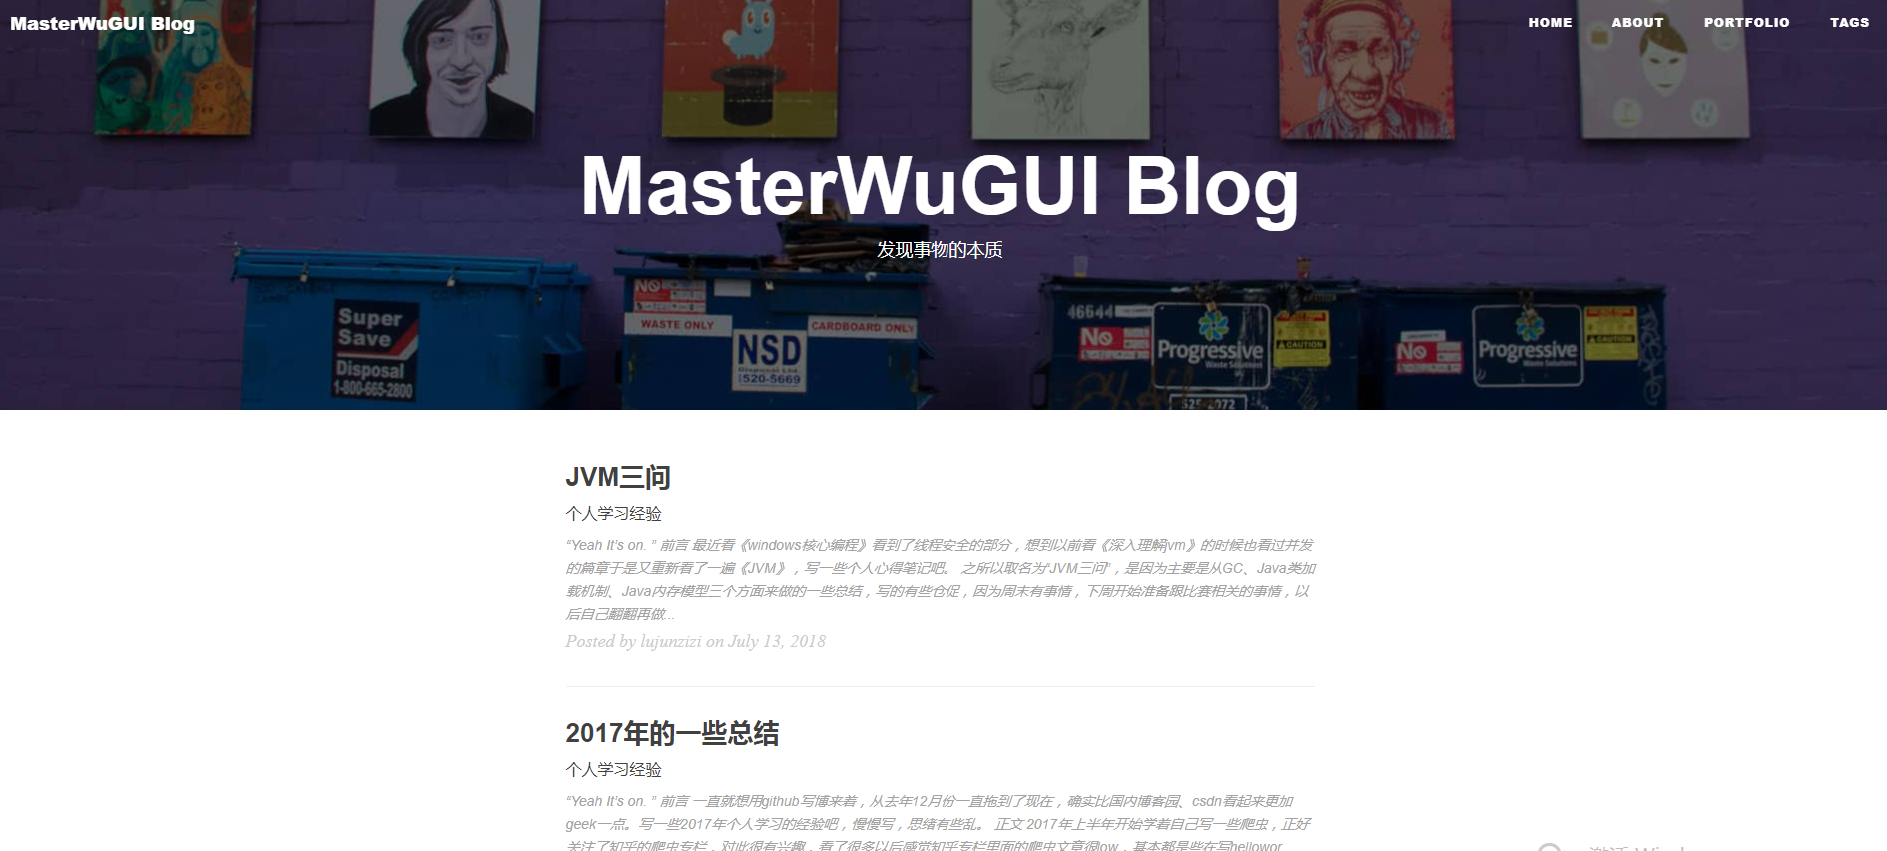 MasterWuGUI Blog
HOME ABOUT PORTFOLIO TAGS
MasterWuGUI Blog
发现事物的本质
Super
Save
Disposal
1-800-665-2800
NO
WASTE ONLY
CARDBOARD ONLY
NSD
Disposal Ltd.
520-5669
46644
NO
Progressive
Waste Solutions
CAUTION
525-2072
NO
Progressive
Waste Solutions
CAUTION
JVM三问
个人学习经验
“Yeah It’s on. ” 前言 最近看《windows核心编程》看到了线程安全的部分，想到以前看《深入理解jvm》的时候也看过并发
的篇章于是又重新看了一遍《JVM》，写一些个人心得笔记吧。 之所以取名为“JVM三问”，是因为主要是从GC、Java类加
载机制、Java内存模型三个方面来做的一些总结，写的有些仓促，因为周末有事情，下周开始准备跟比赛相关的事情，以
后自己翻翻再做...
Posted by lujunzizi on July 13, 2018
2017年的一些总结
个人学习经验
“Yeah It’s on. ” 前言 一直就想用github写博来着，从去年12月份一直拖到了现在，确实比国内博客园、csdn看起来更加
geek一点。写一些2017年个人学习的经验吧，慢慢写，思绪有些乱。 正文 2017年上半年开始学着自己写一些爬虫，正好
关注了知乎的爬虫专栏，对此很有兴趣，看了很多以后感觉知乎专栏里面的爬虫文章很low，基本都是些在写hellowor